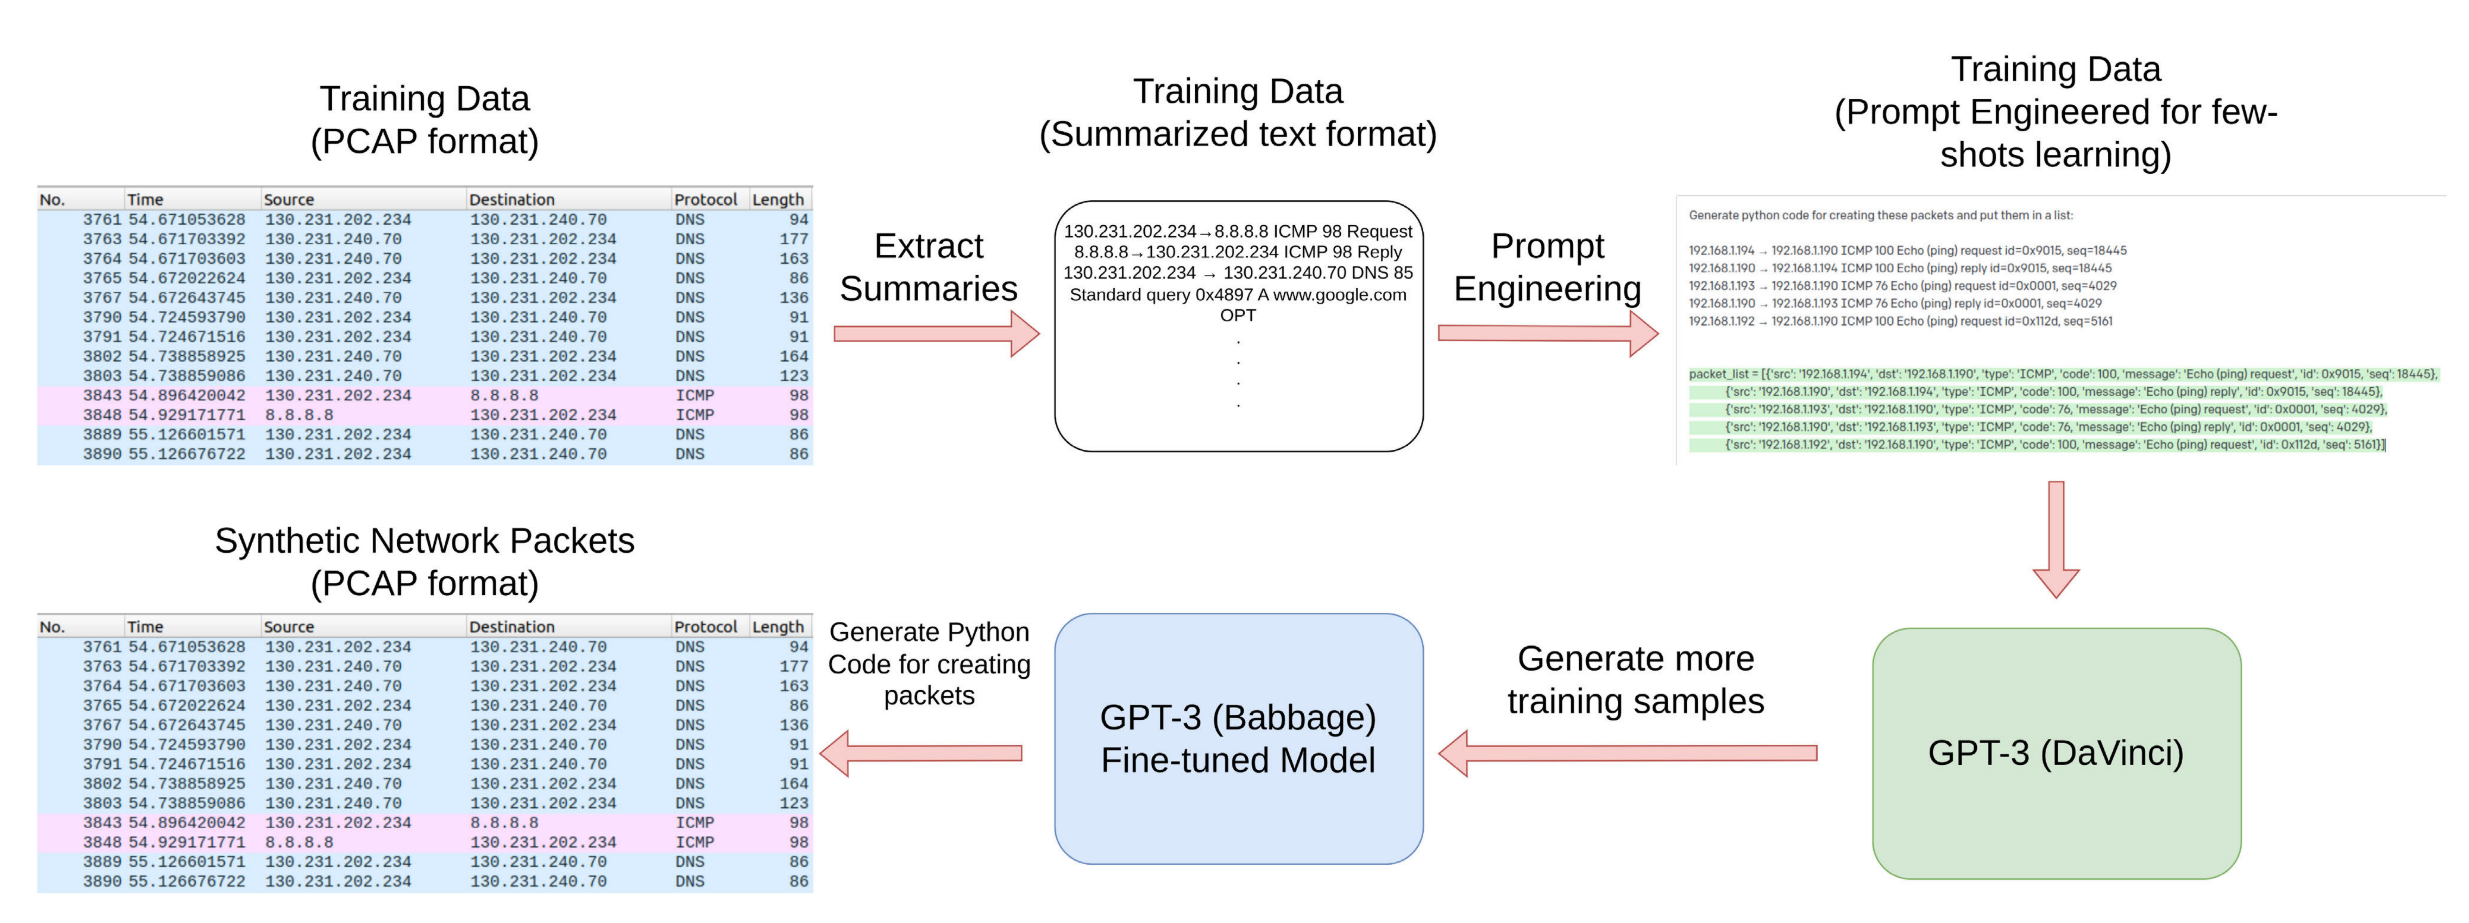 Training Data
(PCAP format)
No. Time Source Destination Protocol Length
3761 54.671053628 130.231.202.234 130.231.240.70 DNS 94
3763 54.671703392 130.231.240.70 130.231.202.234 DNS 177
3764 54.671703603 130.231.240.70 130.231.202.234 DNS 163
3765 54.672022624 130.231.202.234 130.231.240.70 DNS 86
3767 54.672643745 130.231.240.70 130.231.202.234 DNS 136
3790 54.724593790 130.231.202.234 130.231.240.70 DNS 91
3791 54.724671516 130.231.202.234 130.231.240.70 DNS 91
3802 54.738858925 130.231.240.70 130.231.202.234 DNS 164
3803 54.738859086 130.231.240.70 130.231.202.234 DNS 123
3843 54.896420042 130.231.202.234 8.8.8.8 ICMP 98
3848 54.929171771 8.8.8.8 130.231.202.234 ICMP 98
3889 55.126601571 130.231.202.234 130.231.240.70 DNS 86
3890 55.126676722 130.231.202.234 130.231.240.70 DNS 86
Extract
Summaries
Training Data
(Summarized text format)
130.231.202.234→8.8.8.8 ICMP 98 Request
8.8.8.8→130.231.202.234 ICMP 98 Reply
130.231.202.234 → 130.231.240.70 DNS 85
Standard query 0x4897 A www.google.com
OPT
.
.
.
.
Prompt
Engineering
Training Data
(Prompt Engineered for few-
shots learning)
Generate python code for creating these packets and put them in a list:
192.168.1.194 → 192.168.1.190 ICMP 100 Echo (ping) request id=0x9015, seq=18445
192.168.1.190 → 192.168.1.194 ICMP 100 Echo (ping) reply id=0x9015, seq=18445
192.168.1.193 → 192.168.1.190 ICMP 76 Echo (ping) request id=0x0001, seq=4029
192.168.1.190 → 192.168.1.193 ICMP 76 Echo (ping) reply id=0x0001, seq=4029
192.168.1.192 → 192.168.1.190 ICMP 100 Echo (ping) request id=0x112d, seq=5161
packet_list = [{'src': '192.168.1.194', 'dst': '192.168.1.190', 'type': 'ICMP', 'code': 100, 'message': 'Echo (ping) request', 'id': 0x9015, 'seq': 18445},
{'src': '192.168.1.190', 'dst': '192.168.1.194', 'type': 'ICMP', 'code': 100, 'message': 'Echo (ping) reply', 'id': 0x9015, 'seq': 18445},
{'src': '192.168.1.193', 'dst': '192.168.1.190', 'type': 'ICMP', 'code': 76, 'message': 'Echo (ping) request', 'id': 0x0001, 'seq': 4029},
{'src': '192.168.1.190', 'dst': '192.168.1.193', 'type': 'ICMP', 'code': 76, 'message': 'Echo (ping) reply', 'id': 0x0001, 'seq': 4029},
{'src': '192.168.1.192', 'dst': '192.168.1.190', 'type': 'ICMP', 'code': 100, 'message': 'Echo (ping) request', 'id': 0x112d, 'seq': 5161}]
GPT-3 (DaVinci)
Generate more
training samples
GPT-3 (Babbage)
Fine-tuned Model
Generate Python
Code for creating
packets
Synthetic Network Packets
(PCAP format)
No. Time Source Destination Protocol Length
3761 54.671053628 130.231.202.234 130.231.240.70 DNS 94
3763 54.671703392 130.231.240.70 130.231.202.234 DNS 177
3764 54.671703603 130.231.240.70 130.231.202.234 DNS 163
3765 54.672022624 130.231.202.234 130.231.240.70 DNS 86
3767 54.672643745 130.231.240.70 130.231.202.234 DNS 136
3790 54.724593790 130.231.202.234 130.231.240.70 DNS 91
3791 54.724671516 130.231.202.234 130.231.240.70 DNS 91
3802 54.738858925 130.231.240.70 130.231.202.234 DNS 164
3803 54.738859086 130.231.240.70 130.231.202.234 DNS 123
3843 54.896420042 130.231.202.234 8.8.8.8 ICMP 98
3848 54.929171771 8.8.8.8 130.231.202.234 ICMP 98
3889 55.126601571 130.231.202.234 130.231.240.70 DNS 86
3890 55.126676722 130.231.202.234 130.231.240.70 DNS 86